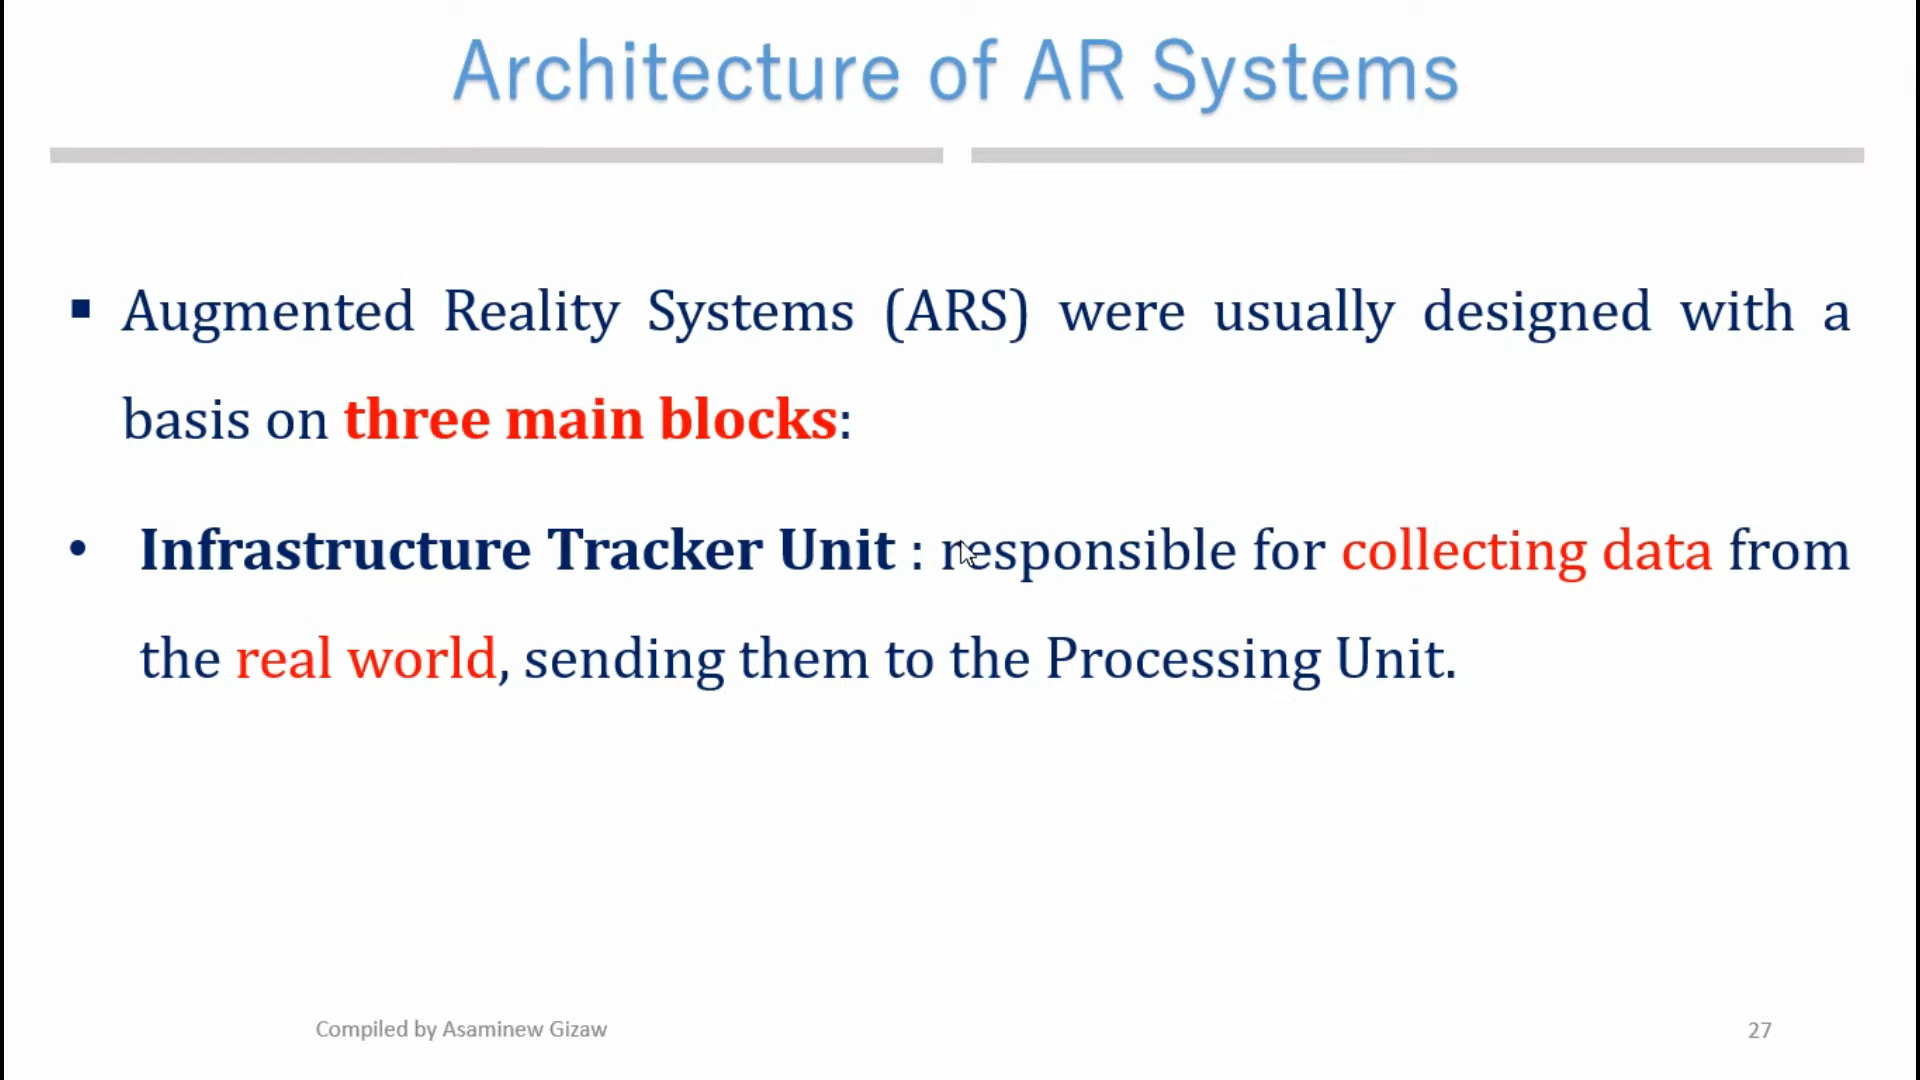 Architecture of AR Systems
▪ Augmented Reality Systems (ARS) were usually designed with a
basis on three main blocks:
• Infrastructure Tracker Unit : responsible for collecting data from
the real world, sending them to the Processing Unit.
Compiled by Asaminew Gizaw
27